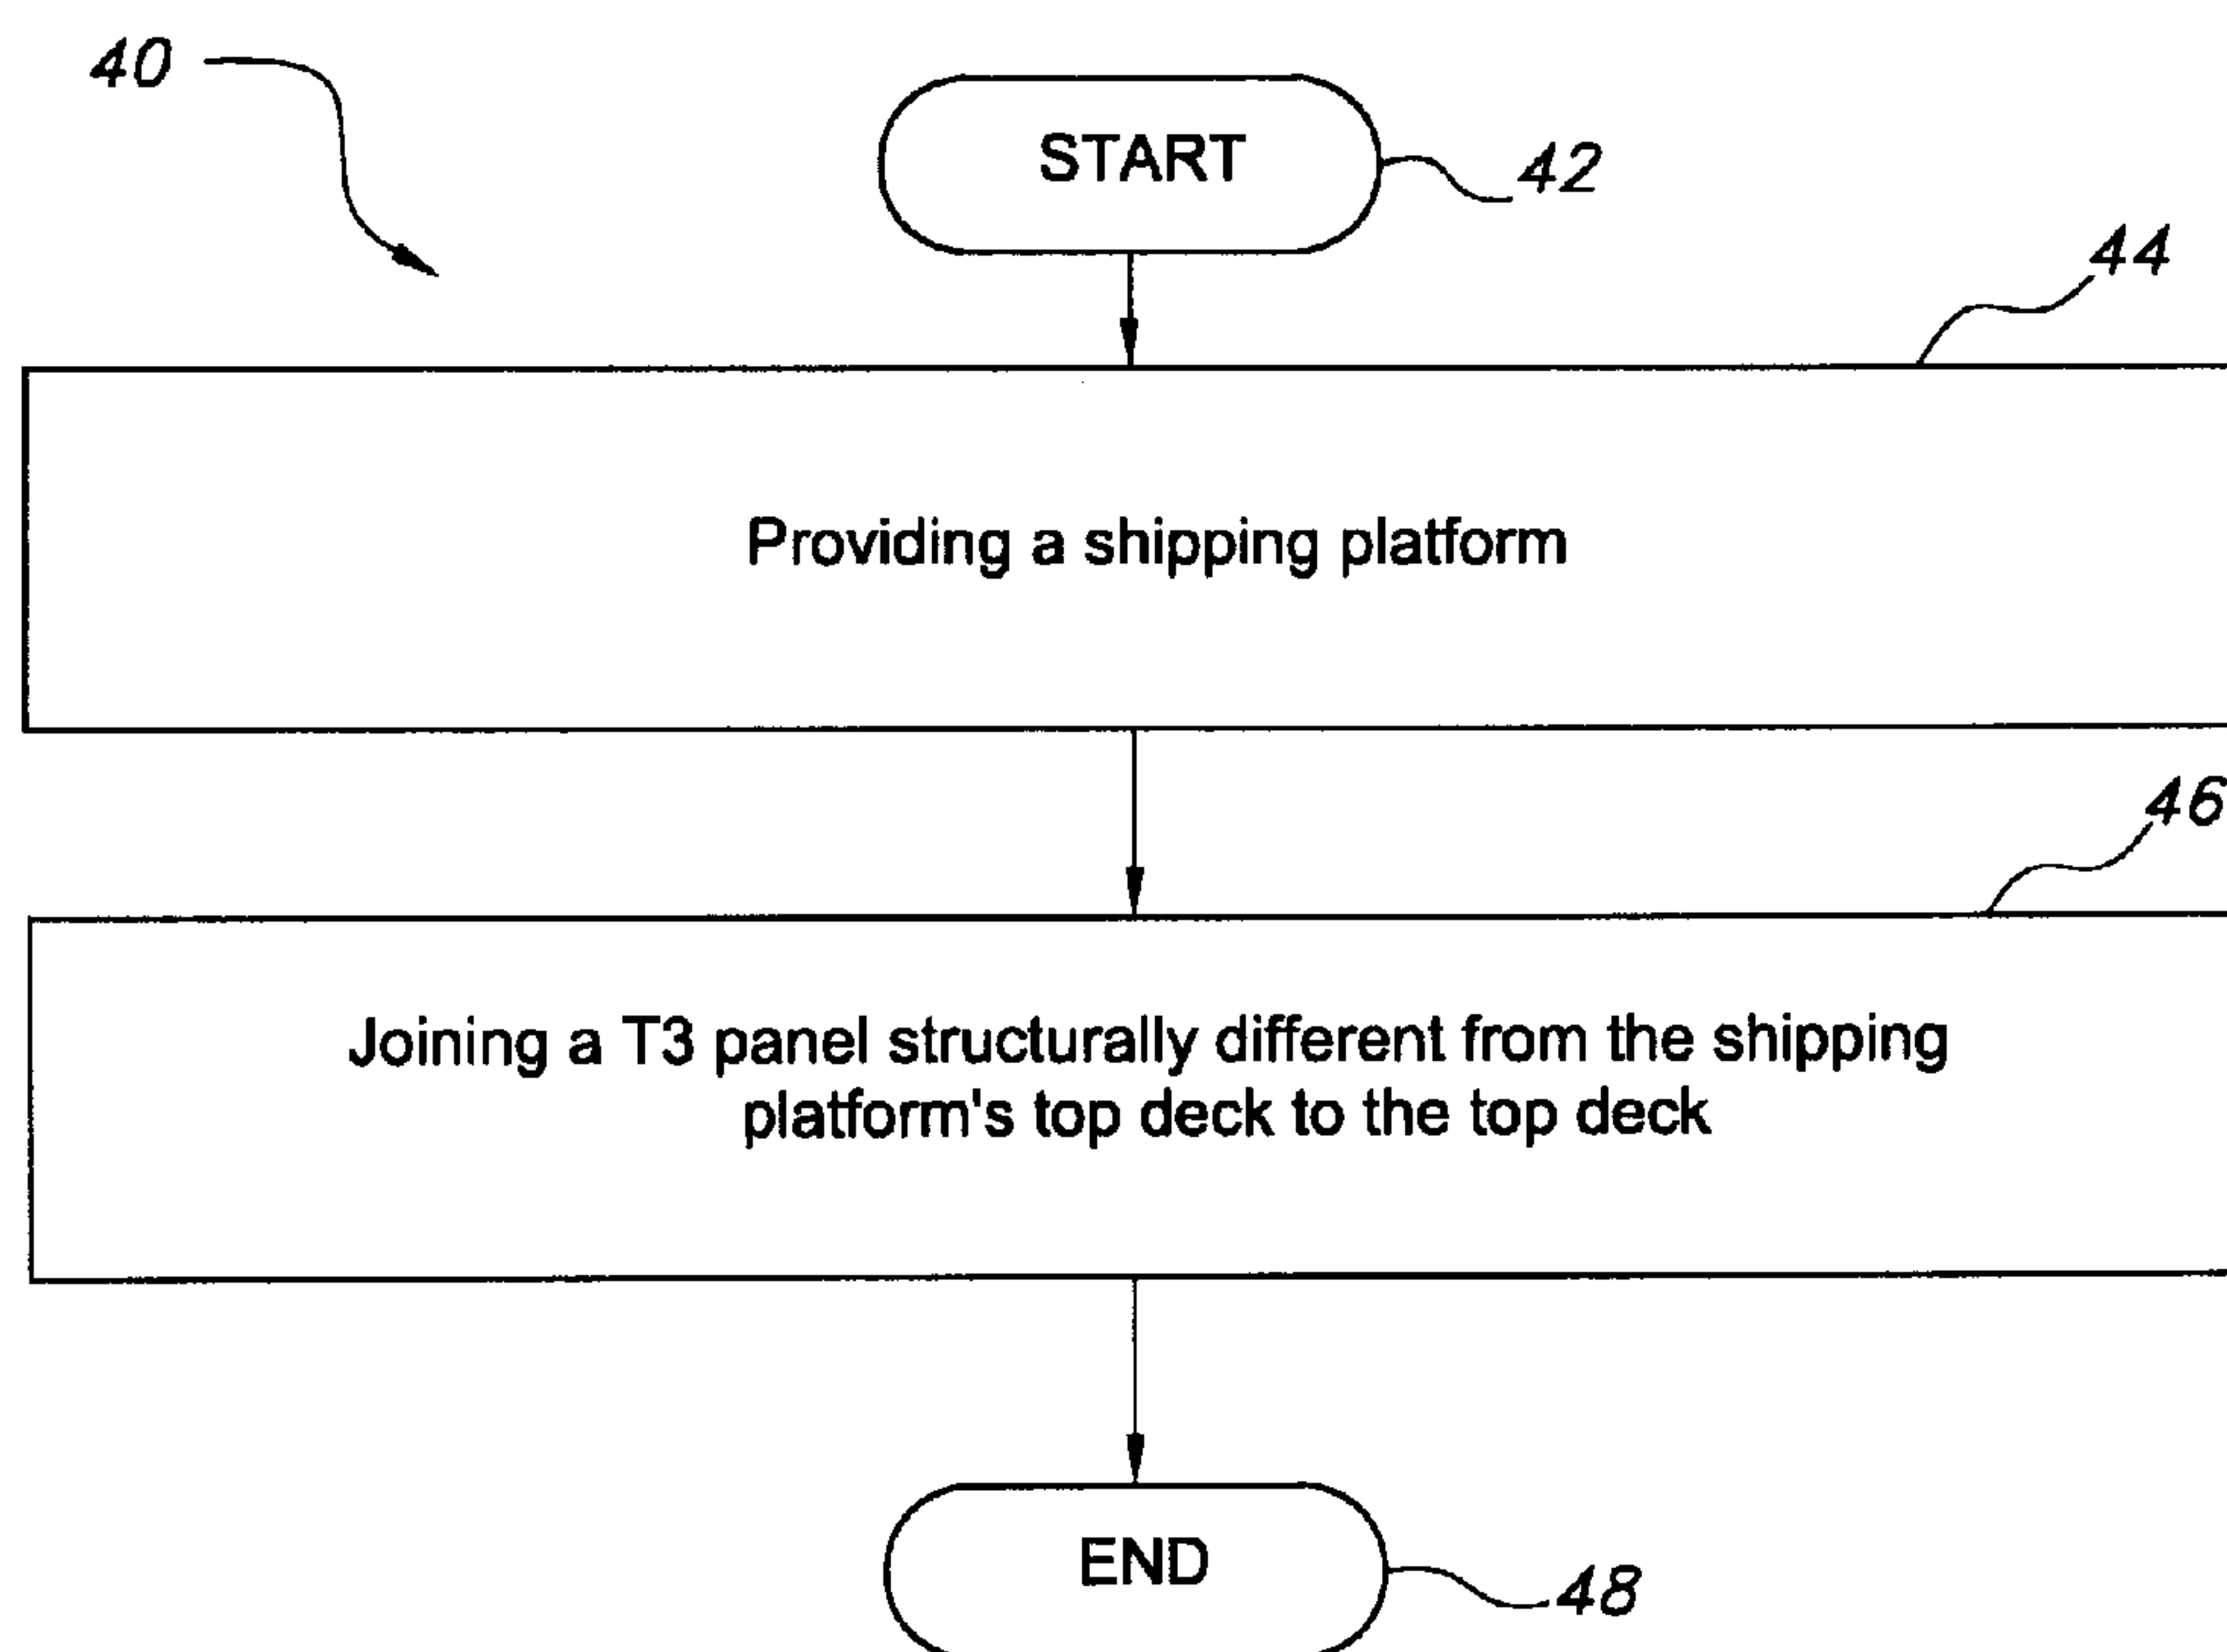 40
START
42
44
Providing a shipping platform
46
Joining a T3 panel structurally different from the shipping
platform's top deck to the top deck
END
48